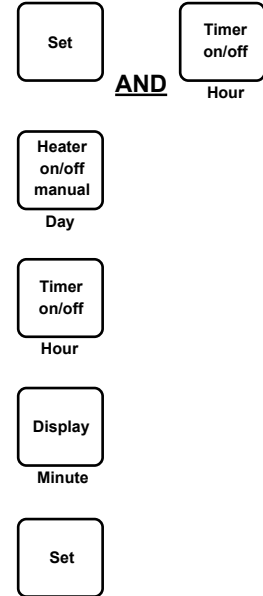 Set
AND
Timer
on/off
Hour
Heater
on/off
manual
Day
Timer
on/off
Hour
Display
Minute
Set